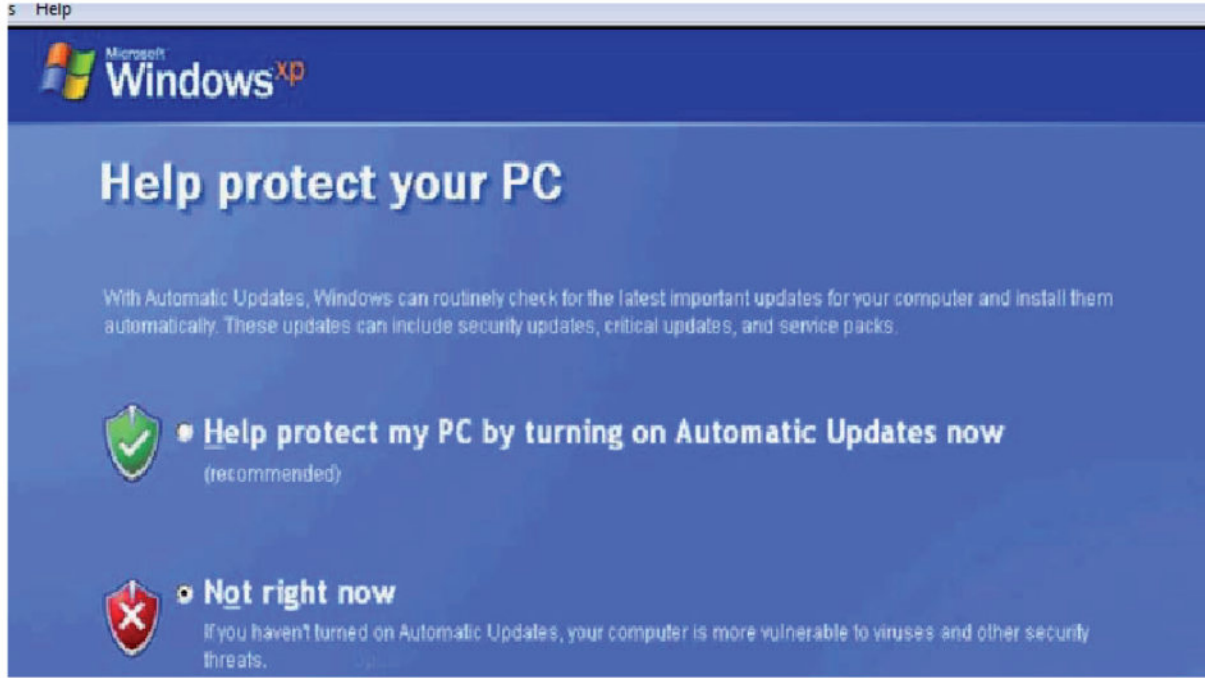 s Help
Microsoft
Windows xp
Help protect your PC
With Automatic Updates, Windows can routinely check for the latest important updates for your computer and install them
automatically. These updates can include security updates, critical updates, and service packs.
Help protect my PC by turning on Automatic Updates now
(recommended)
Not right now
If you haven't turned on Automatic Updates, your computer is more vulnerable to viruses and other security
threats.